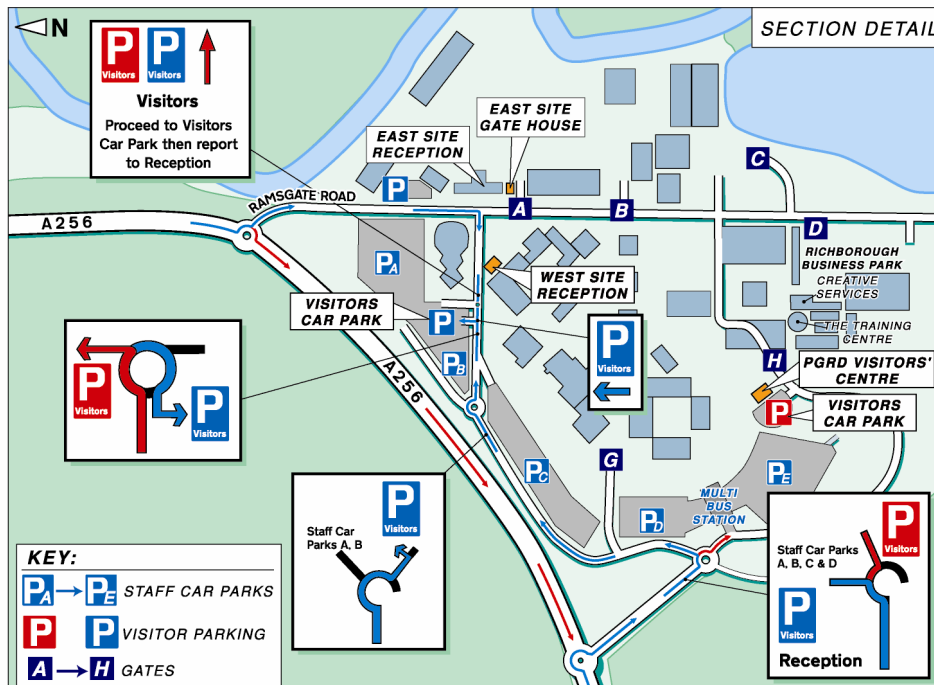 N
SECTION DETAIL
P P
Visitors Visitors
Visitors
Proceed to Visitors
Car Park then report
to Reception
EAST SITE
GATE HOUSE
EAST SITE
RECEPTION
P
RAMSGATE ROAD
A256
A
B
C
D
PA
WEST SITE
RECEPTION
RICHBOROUGH
BUSINESS PARK
CREATIVE
SERVICES
THE TRAINING
CENTRE
VISITORS
CAR PARK
P
PB
P
Visitors
H
PGRD VISITORS'
CENTRE
P
VISITORS
CAR PARK
P
Visitors
P
Visitors
A256
G
PC
PD
PE
MULTI
BUS
STATION
P
Visitors
Staff Car
Parks A, B
P
Visitors
Staff Car Parks
A, B, C & D
P
Visitors
Reception
KEY:
PA PE STAFF CAR PARKS
P P VISITOR PARKING
A H GATES